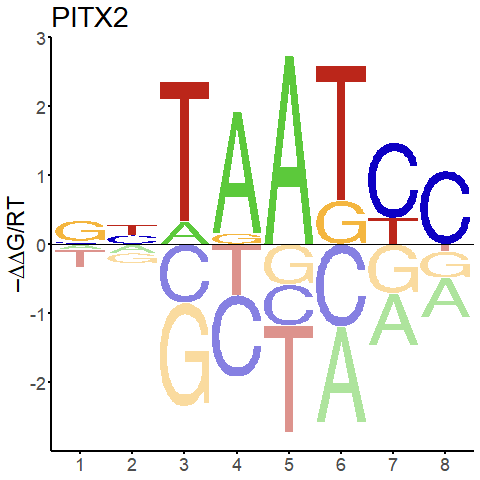 PITX2
3
2
1
0
-1
-2
−ΔΔG/RT
G T A A T C C
C T T A G G T C
T A C T G G G A
G C C C A A
T A
1 2 3 4 5 6 7 8